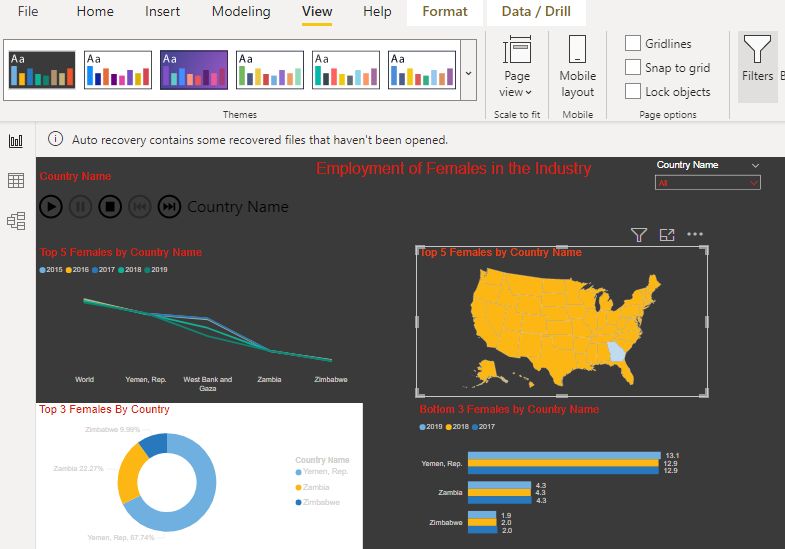 File Home Insert Modeling View Help Format Data / Drill
Aa Aa Aa Aa Aa Aa
Page view
Mobile layout
Gridlines
Snap to grid
Lock objects
Filters
B
Themes
Scale to fit
Mobile
Page options
Auto recovery contains some recovered files that haven't been opened.
Employment of Females in the Industry
Country Name
All
Country Name
Country Name
Top 5 Females by Country Name
2015 2016 2017 2018 2019
World
Yemen, Rep.
West Bank and Gaza
Zambia
Zimbabwe
Top 5 Females by Country Name
Top 3 Females By Country
Zimbabwe 9.99%
Zambia 22.27%
Yemen, Rep. 67.74%
Country Name
Yemen, Rep.
Zambia
Zimbabwe
Bottom 3 Females by Country Name
2019 2018 2017
Yemen, Rep.
13.1
12.9
12.9
Zambia
4.3
4.3
4.3
Zimbabwe
1.9
2.0
2.0